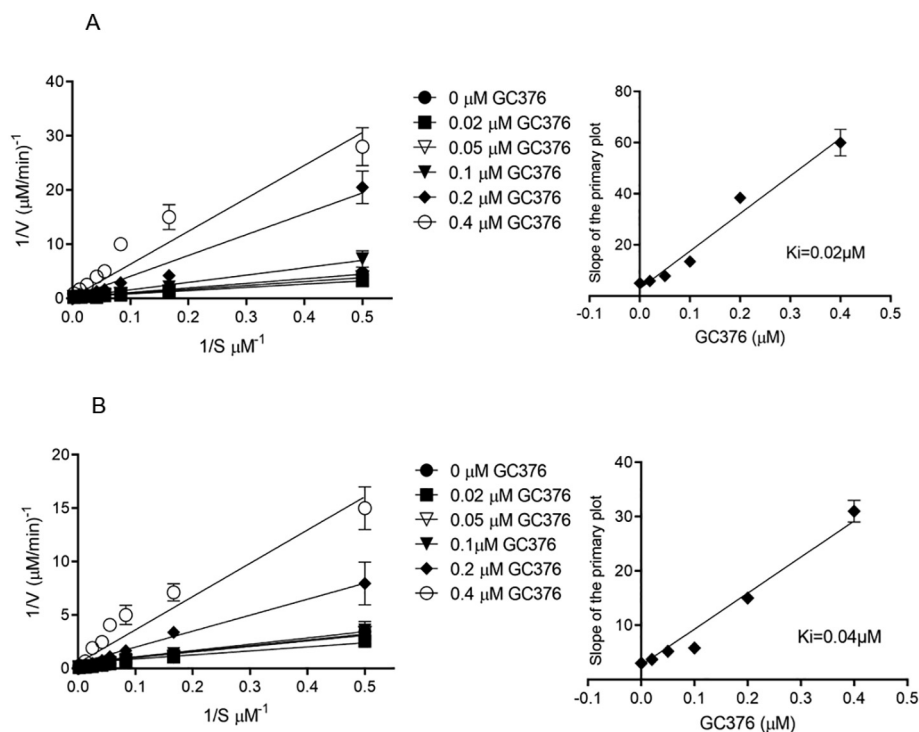 A
40
30
20
10
0
1/V (μM/min)-1
0.0 0.1 0.2 0.3 0.4 0.5
1/S μM-1
0 μM GC376
0.02 μM GC376
0.05 μM GC376
0.1 μM GC376
0.2 μM GC376
0.4 μM GC376
80
60
40
20
Slope of the primary plot
Ki=0.02μM
-0.1 0.0 0.1 0.2 0.3 0.4 0.5
GC376 (μM)
B
20
15
10
5
0
1/V (μM/min)-1
0.0 0.1 0.2 0.3 0.4 0.5
1/S μM-1
0 μM GC376
0.02 μM GC376
0.05 μM GC376
0.1μM GC376
0.2 μM GC376
0.4 μM GC376
40
30
20
10
Slope of the primary plot
Ki=0.04μM
-0.1 0.0 0.1 0.2 0.3 0.4 0.5
GC376 (μM)